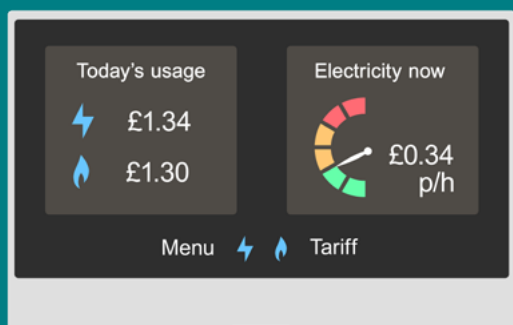 Today's usage
£1.34
£1.30
Electricity now
£0.34
p/h
Menu
Tariff